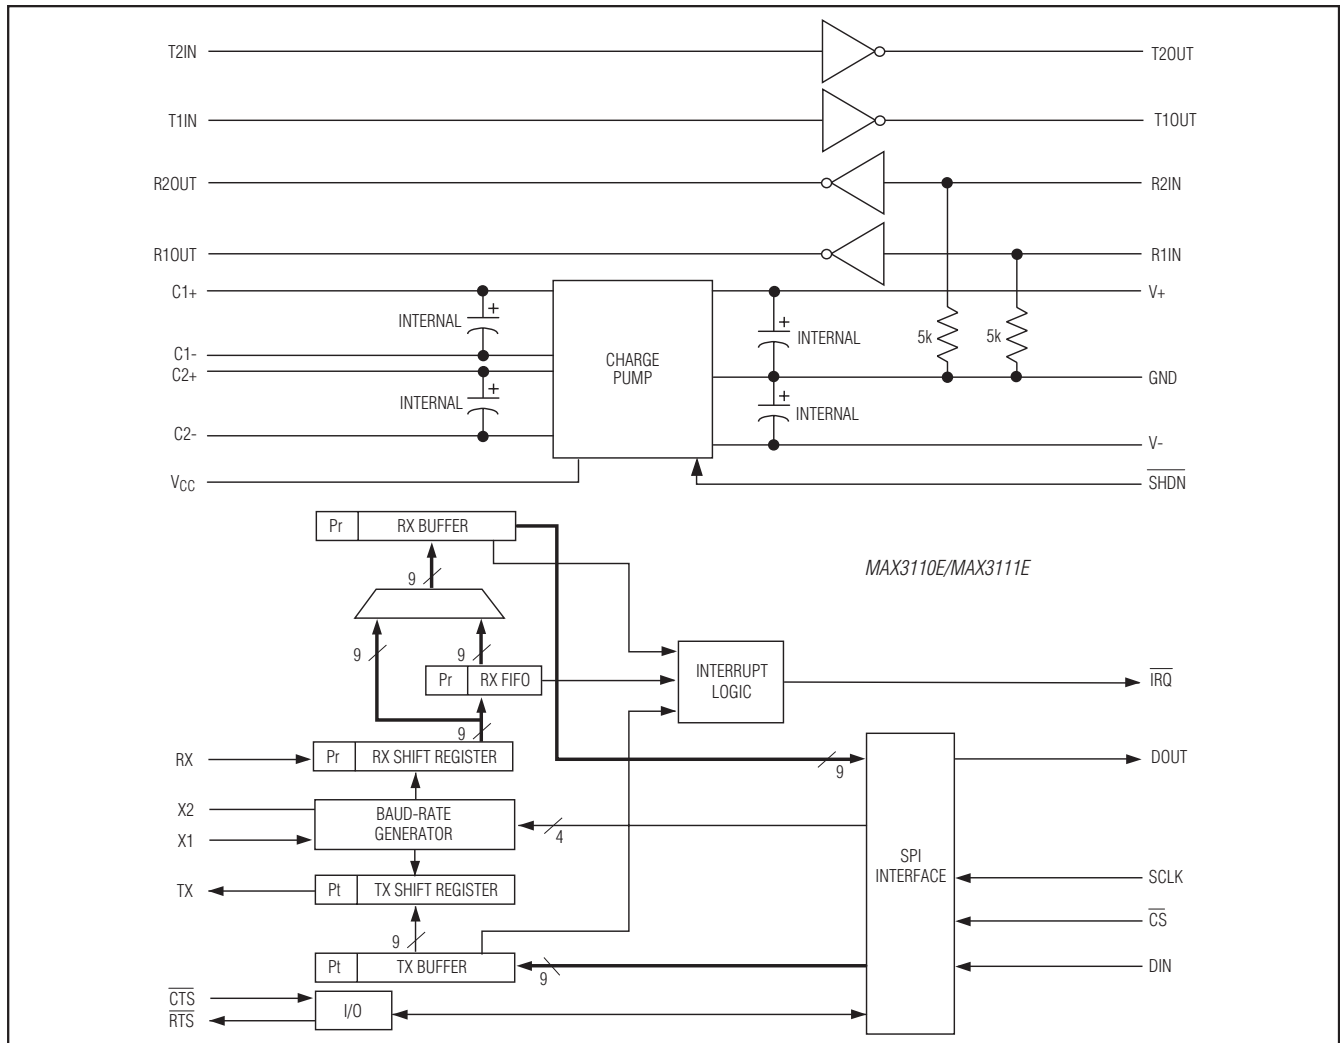 T2IN
T2OUT
T1IN
T1OUT
R2OUT
R2IN
R1OUT
R1IN
C1+
V+
+
INTERNAL
+
INTERNAL
5k
5k
C1-
C2+
CHARGE
PUMP
GND
+
INTERNAL
+
INTERNAL
C2-
V-
VCC
SHDN
Pr
RX BUFFER
MAX3110E/MAX3111E
9
9
9
Pr
RX FIFO
INTERRUPT
LOGIC
IRQ
9
RX
Pr
RX SHIFT REGISTER
9
DOUT
X2
X1
BAUD-RATE
GENERATOR
4
SPI
INTERFACE
TX
Pt
TX SHIFT REGISTER
SCLK
9
CS
Pt
TX BUFFER
9
DIN
CTS
RTS
I/O